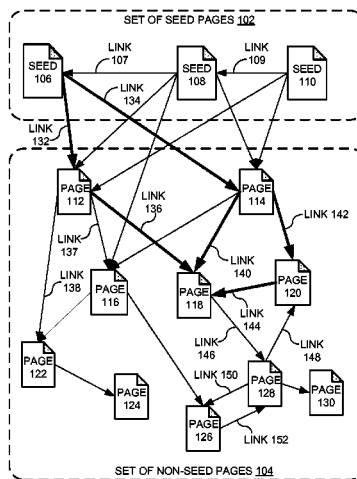 SET OF SEED PAGES 102
SEED
106
LINK
107
LINK
134
SEED
108
LINK
109
SEED
110
LINK
132
PAGE
112
LINK
136
LINK
137
PAGE
114
LINK 142
LINK
138
PAGE
116
PAGE
118
LINK
140
LINK
144
PAGE
120
LINK
146
LINK
148
PAGE
122
PAGE
124
LINK 150
PAGE
128
PAGE
130
PAGE
126
LINK 152
SET OF NON-SEED PAGES 104